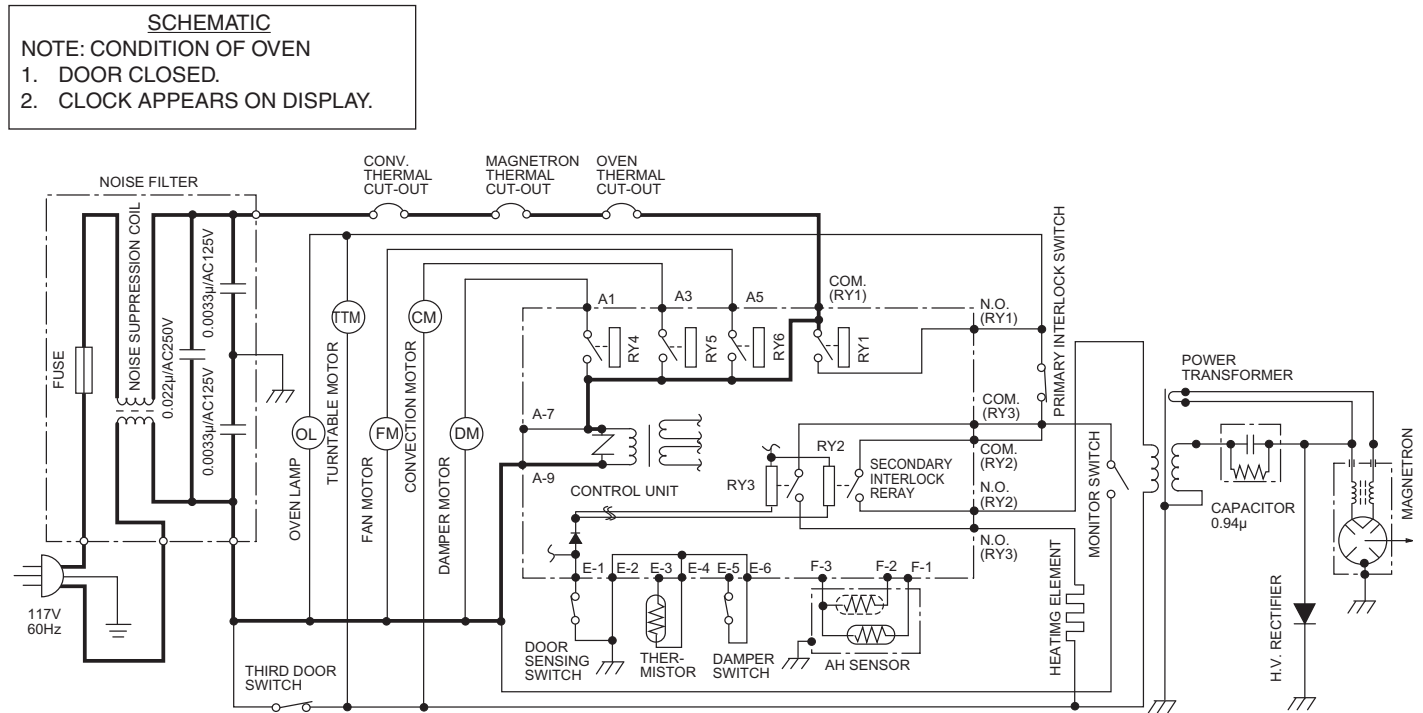 SCHEMATIC
NOTE: CONDITION OF OVEN
1. DOOR CLOSED.
2. CLOCK APPEARS ON DISPLAY.
NOISE FILTER
CONV.
THERMAL
CUT-OUT
MAGNETRON
THERMAL
CUT-OUT
OVEN
THERMAL
CUT-OUT
FUSE
NOISE SUPPRESSION COIL
0.022µ/AC250V
0.0033µ/AC125V
0.0033µ/AC125V
117V
60Hz
OL
OVEN LAMP
TTM
TURNTABLE MOTOR
FM
FAN MOTOR
CM
CONVECTION MOTOR
DM
DAMPER MOTOR
THIRD DOOR
SWITCH
A1
A3
A5
COM.
(RY1)
N.O.
(RY1)
RY4
RY5
RY6
RY1
PRIMARY INTERLOCK SWITCH
A-7
A-9
CONTROL UNIT
RY3
RY2
SECONDARY
INTERLOCK
RERAY
COM.
(RY3)
COM.
(RY2)
N.O.
(RY2)
N.O.
(RY3)
E-1
E-2
E-3
E-4
E-5
E-6
F-3
F-2
F-1
DOOR
SENSING
SWITCH
THER-
MISTOR
DAMPER
SWITCH
AH SENSOR
HEATIMG ELEMENT
MONITOR SWITCH
POWER
TRANSFORMER
CAPACITOR
0.94µ
H.V. RECTIFIER
MAGNETRON